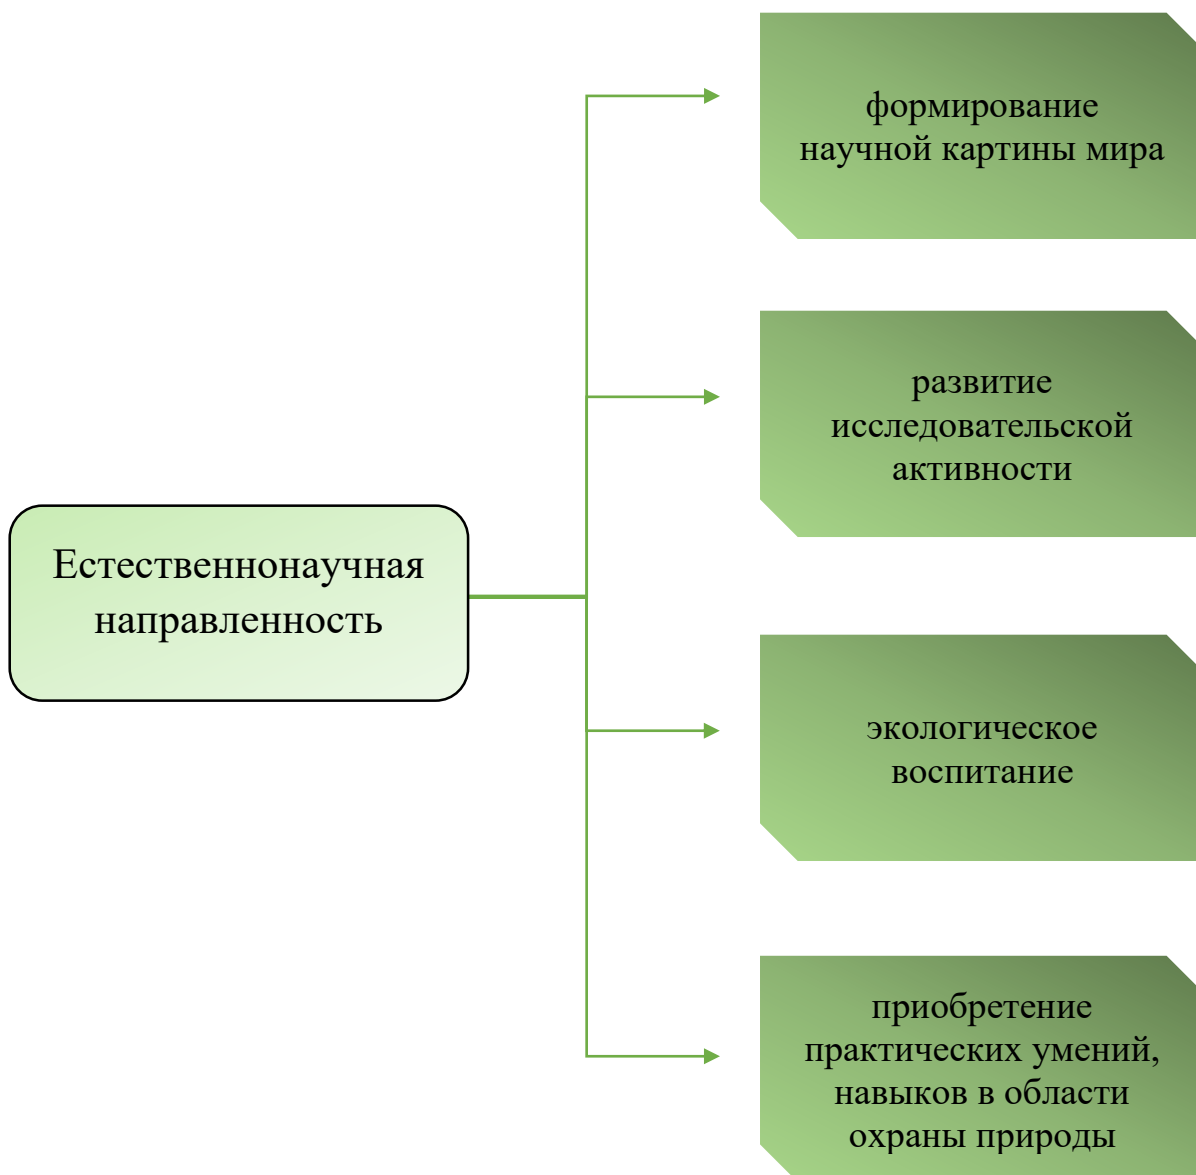 формирование
научной картины мира
развитие
исследовательской
активности
Естественнонаучная
направленность
экологическое
воспитание
приобретение
практических умений,
навыков в области
охраны природы